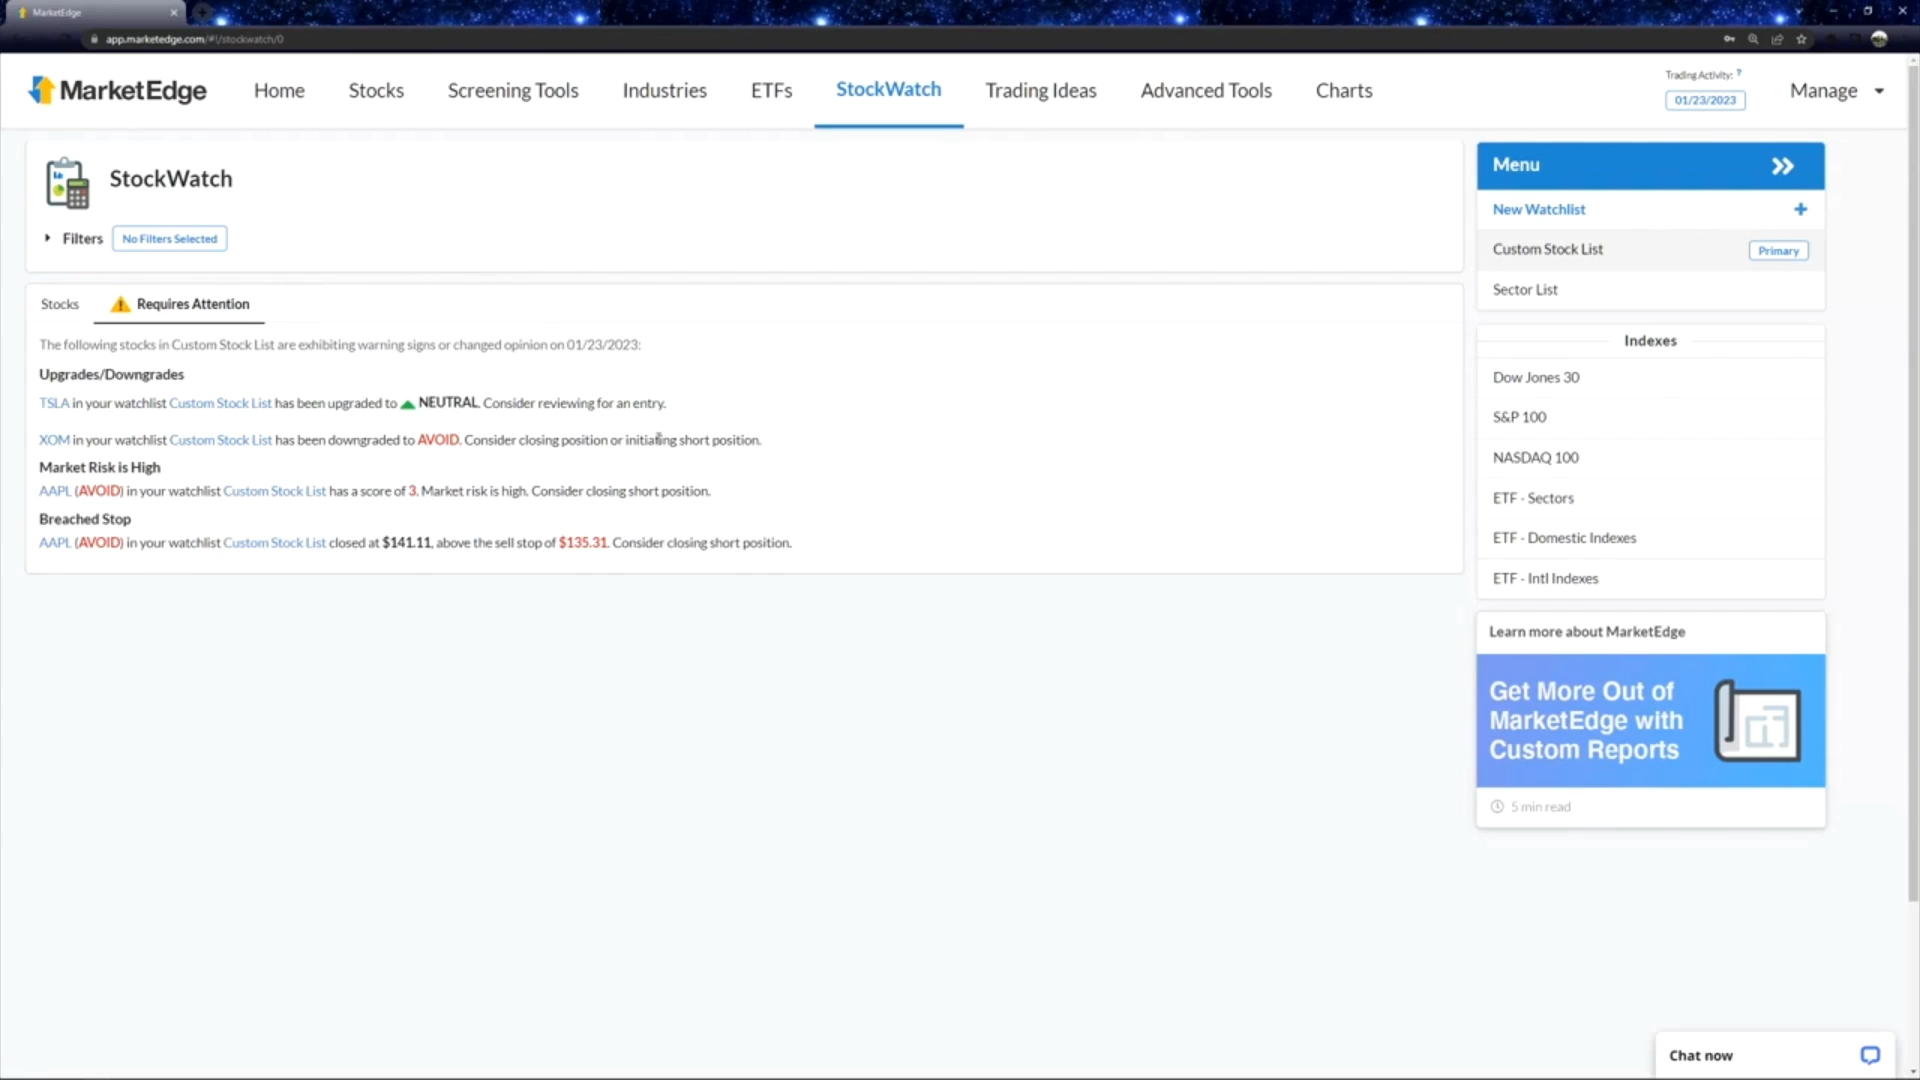 MarketEdge
app.marketedge.com/#!/stockwatch/0
MarketEdge
Home
Stocks
Screening Tools
Industries
ETFs
StockWatch
Trading Ideas
Advanced Tools
Charts
Trading Activity: ?
01/23/2023
Manage
StockWatch
Filters
No Filters Selected
Stocks
Requires Attention
The following stocks in Custom Stock List are exhibiting warning signs or changed opinion on 01/23/2023:
Upgrades/Downgrades
TSLA in your watchlist Custom Stock List has been upgraded to NEUTRAL. Consider reviewing for an entry.
XOM in your watchlist Custom Stock List has been downgraded to AVOID. Consider closing position or initiating short position.
Market Risk is High
AAPL (AVOID) in your watchlist Custom Stock List has a score of 3. Market risk is high. Consider closing short position.
Breached Stop
AAPL (AVOID) in your watchlist Custom Stock List closed at $141.11, above the sell stop of $135.31. Consider closing short position.
Menu
New Watchlist
Custom Stock List
Primary
Sector List
Indexes
Dow Jones 30
S&P 100
NASDAQ 100
ETF - Sectors
ETF - Domestic Indexes
ETF - Intl Indexes
Learn more about MarketEdge
Get More Out of
MarketEdge with
Custom Reports
5 min read
Chat now